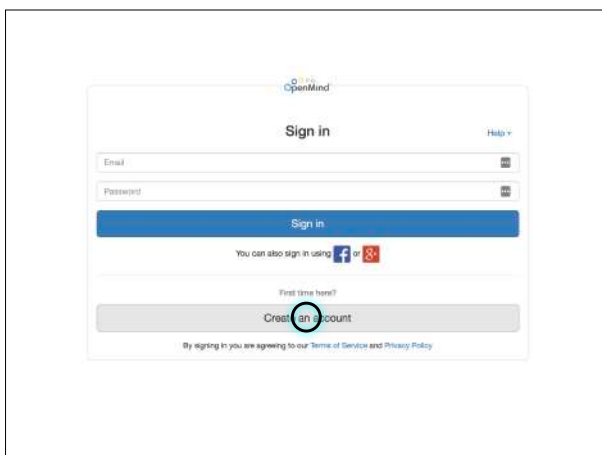 OpenMind
Sign in
Help
Email
Password
Sign in
You can also sign in using f or g+
First time here?
Create an account
By signing in you are agreeing to our Terms of Service and Privacy Policy